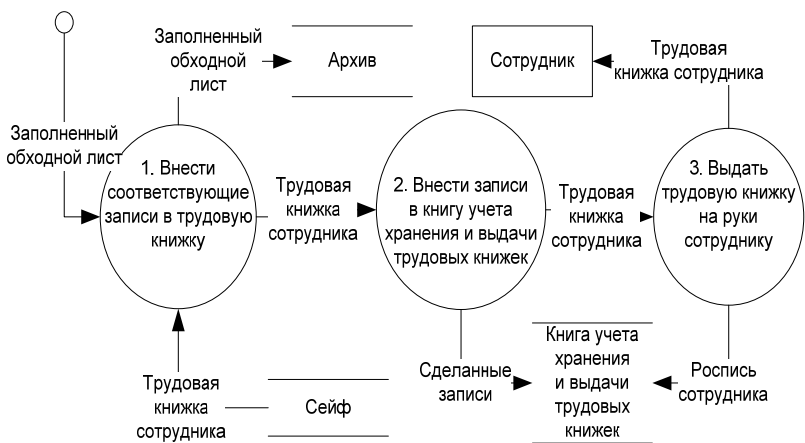 Заполненный
обходной лист
Заполненный
обходной
лист
Архив
Сотрудник
Трудовая
книжка сотрудника
1. Внести
соответствующие
записи в трудовую
книжку
Трудовая
книжка
сотрудника
2. Внести записи
в книгу учета
хранения и выдачи
трудовых книжек
Трудовая
книжка
сотрудника
3. Выдать
трудовую книжку
на руки
сотруднику
Трудовая
книжка
сотрудника
Сейф
Сделанные
записи
Книга учета
хранения
и выдачи
трудовых
книжек
Роспись
сотрудника